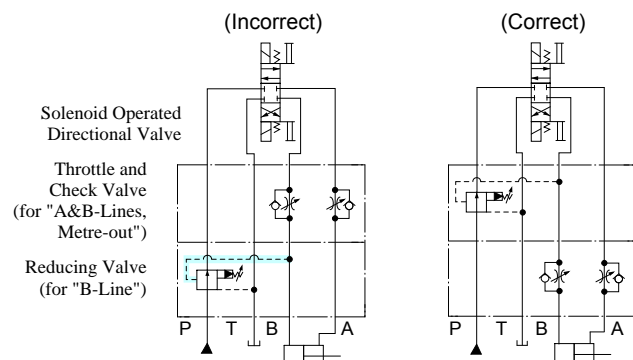 (Incorrect)
(Correct)
Solenoid Operated
Directional Valve
Throttle and
Check Valve
(for "A&B-Lines,
Metre-out")
Reducing Valve
(for "B-Line")
P T B A
P T B A